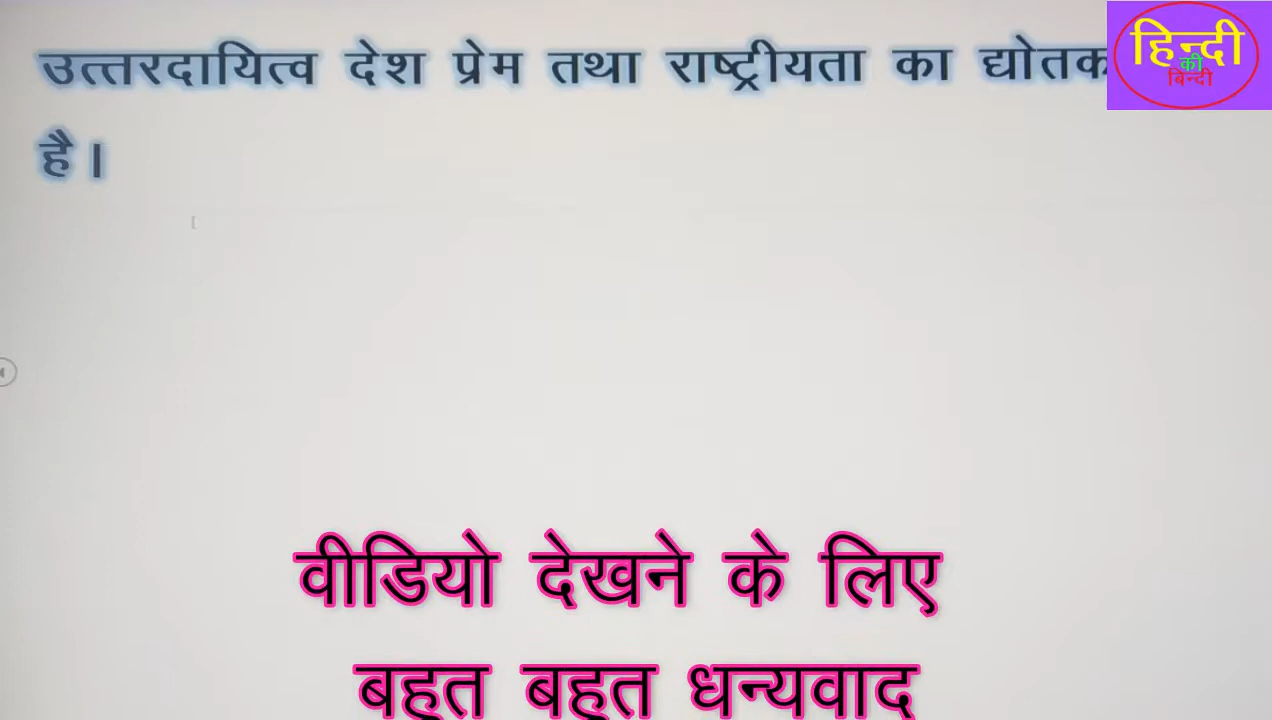 उत्तरदायित्व देश प्रेम तथा राष्ट्रीयता का द्योतक
है।
हिन्दी
की
बिन्दी
वीडियो देखने के लिए
बहुत बहुत धन्यवाद